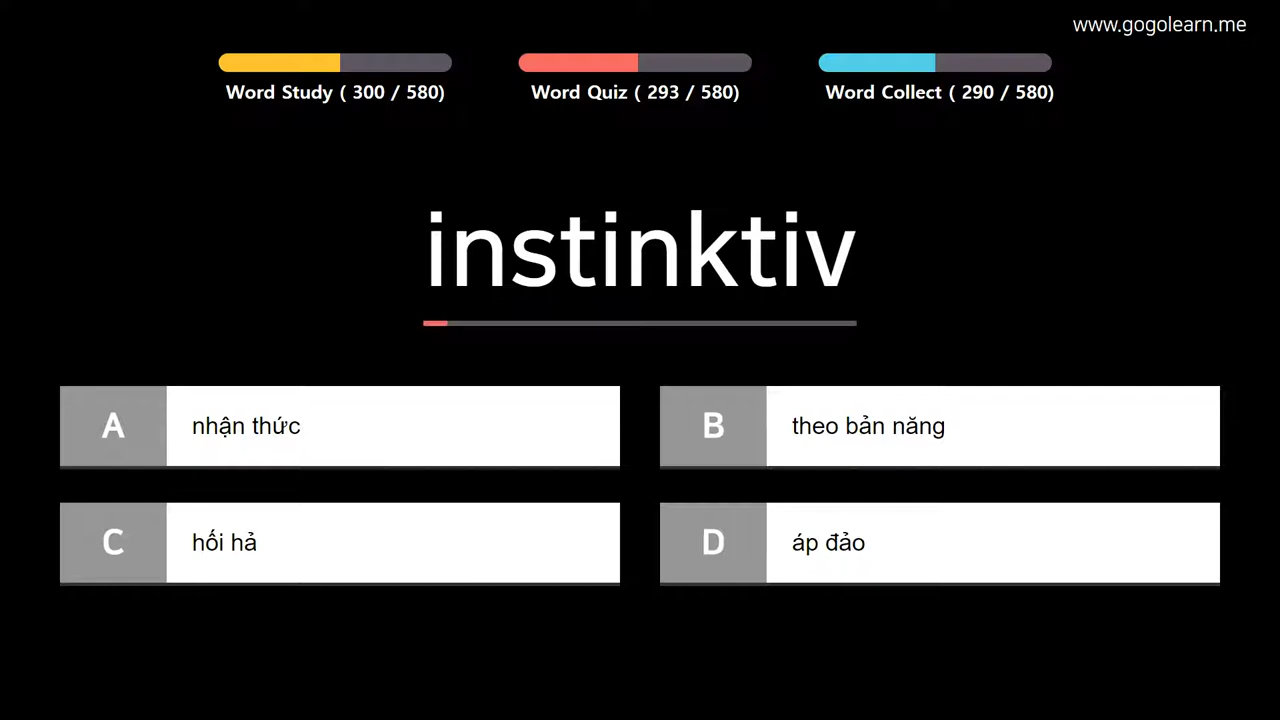 www.gogolearn.me
Word Study ( 300 / 580)
Word Quiz ( 293 / 580)
Word Collect ( 290 / 580)
instinktiv
A nhận thức
B theo bản năng
C hối hả
D áp đảo